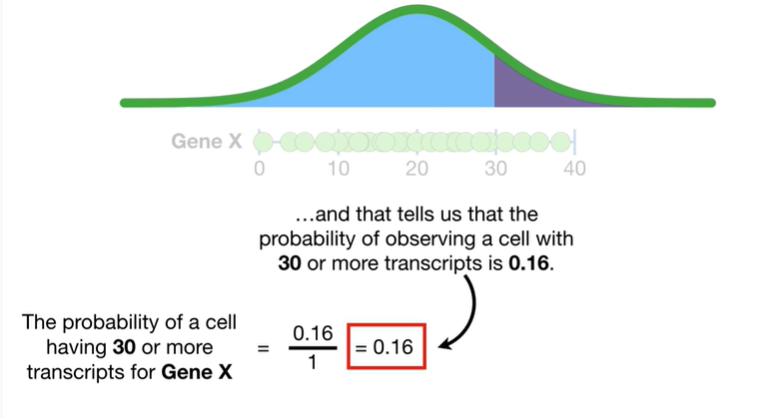 Gene X
0 10 20 30 40
...and that tells us that the
probability of observing a cell with
30 or more transcripts is 0.16.
The probability of a cell
having 30 or more
transcripts for Gene X
=
0.16
1
= 0.16